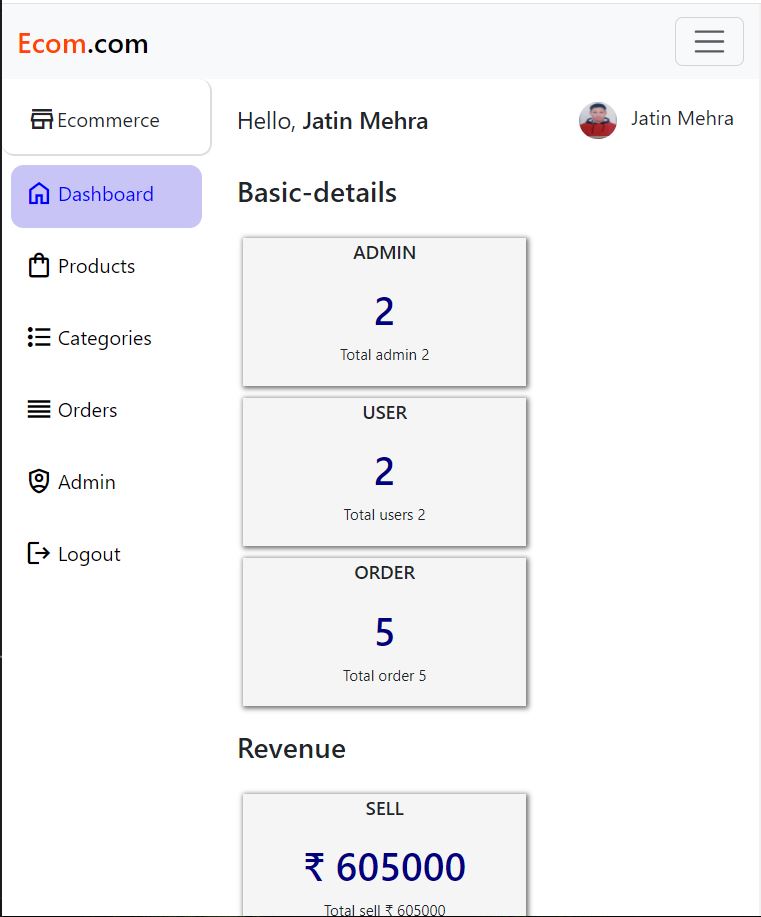 Ecom.com
Ecommerce
Dashboard
Products
Categories
Orders
Admin
Logout
Hello, Jatin Mehra
Jatin Mehra
Basic-details
ADMIN
2
Total admin 2
USER
2
Total users 2
ORDER
5
Total order 5
Revenue
SELL
₹ 605000
Total sell ₹ 605000